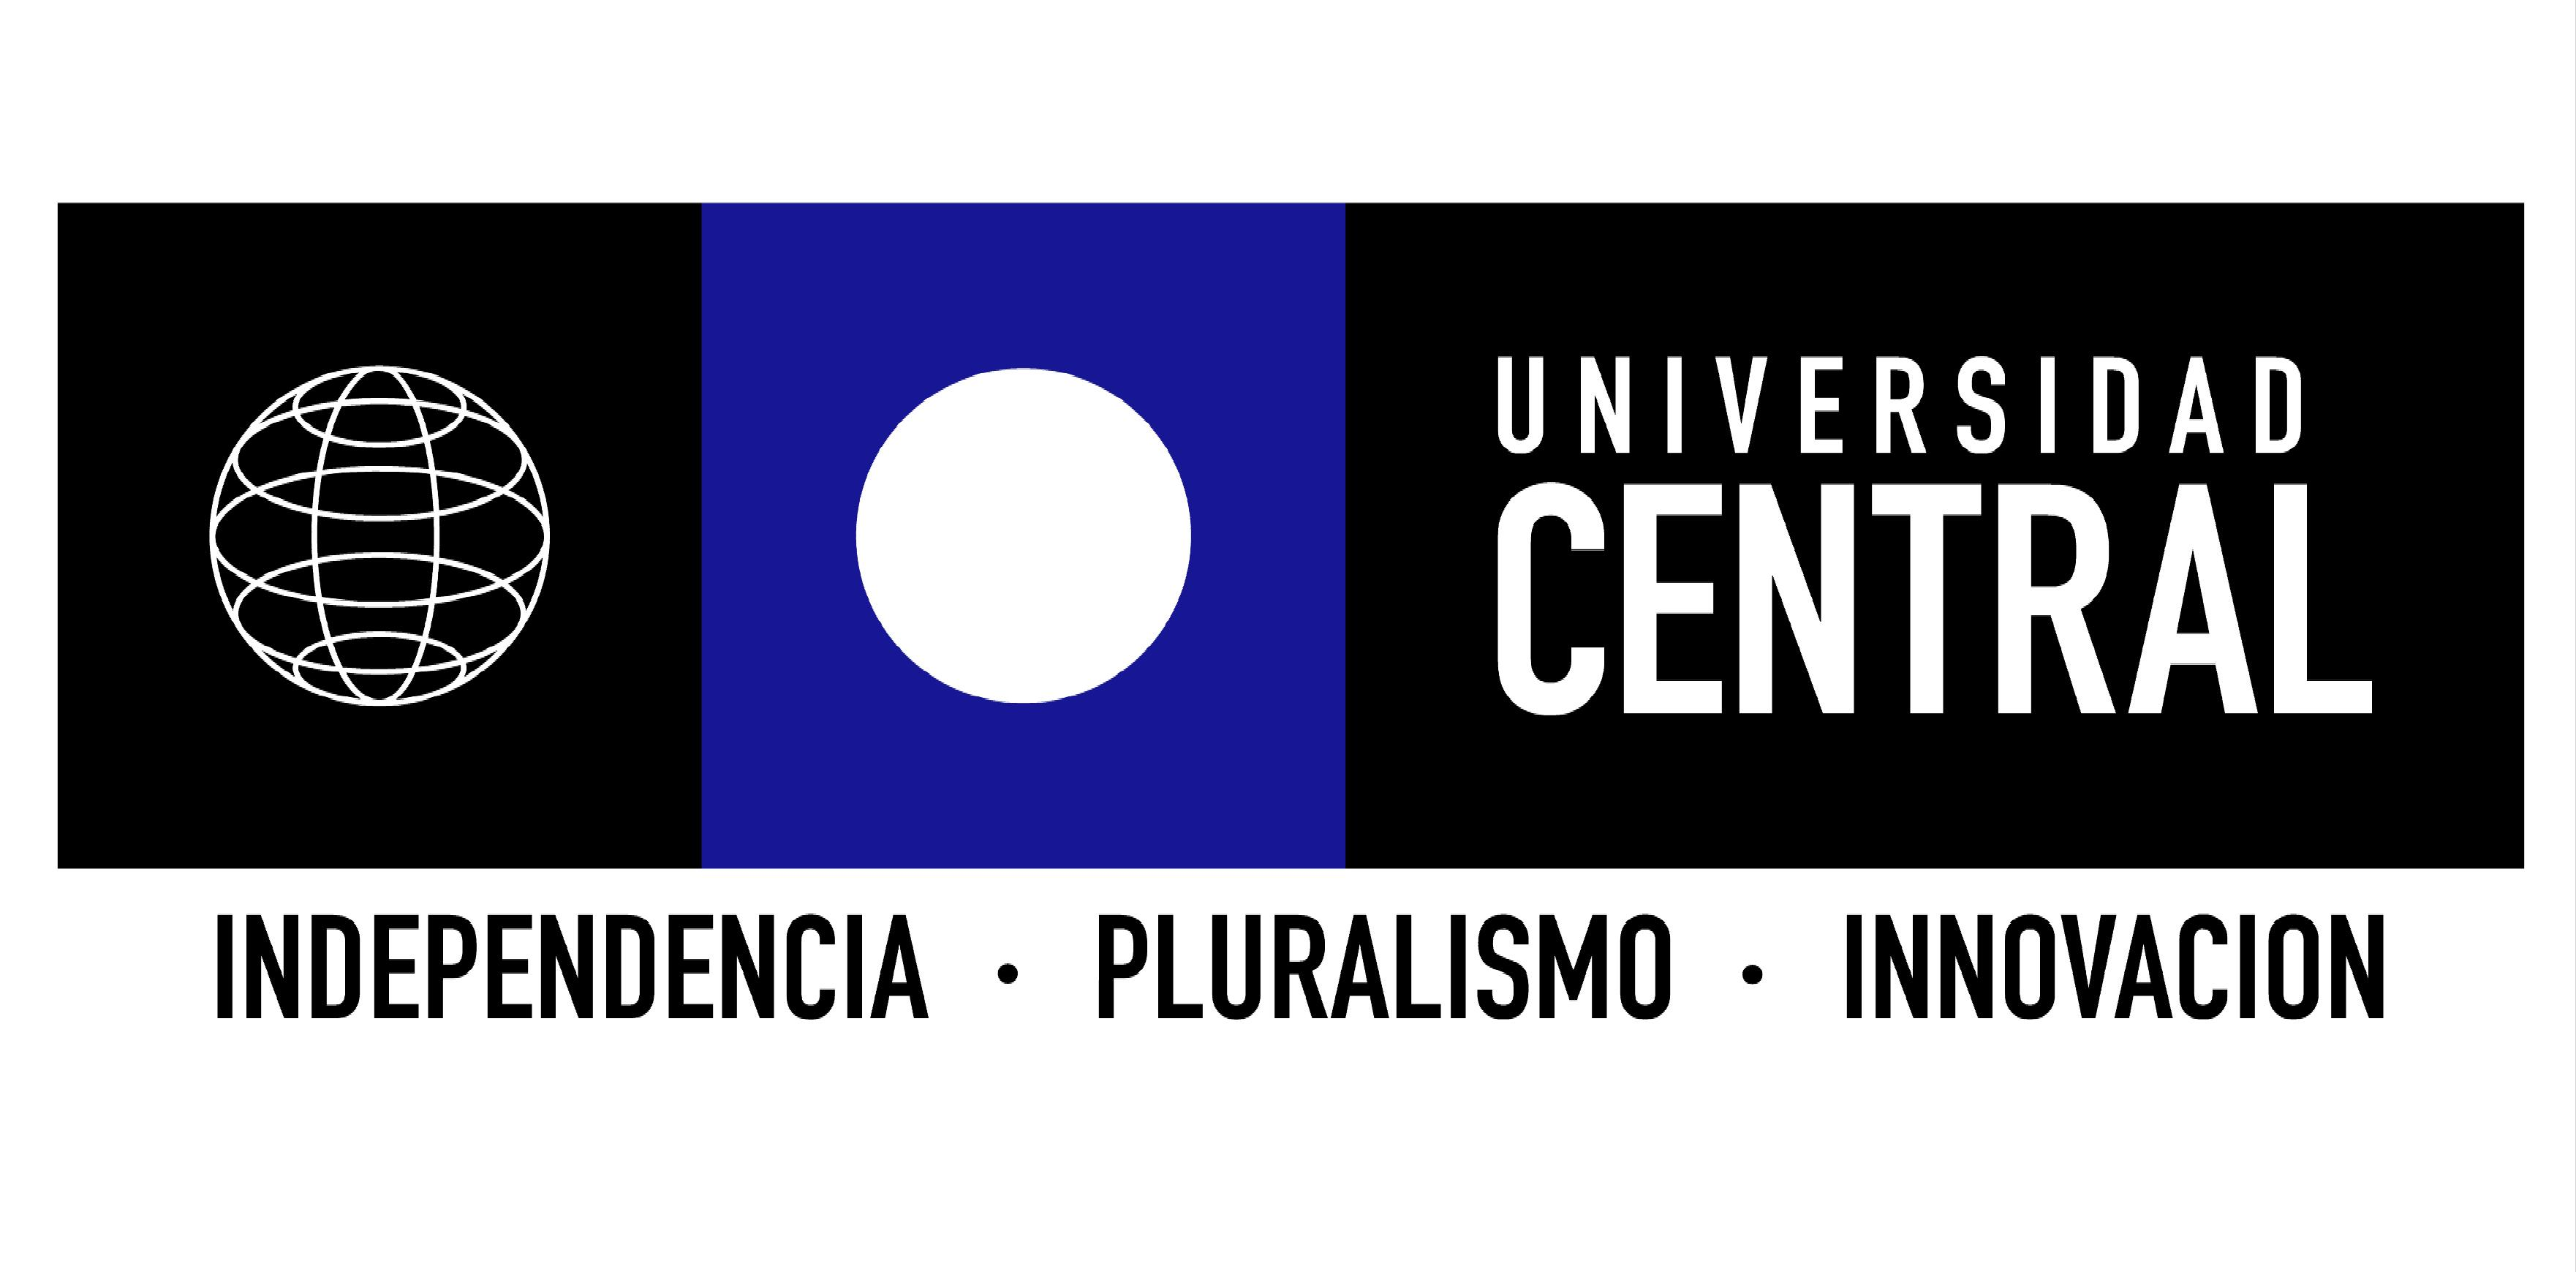 UNIVERSIDAD
CENTRAL
INDEPENDENCIA · PLURALISMO · INNOVACION